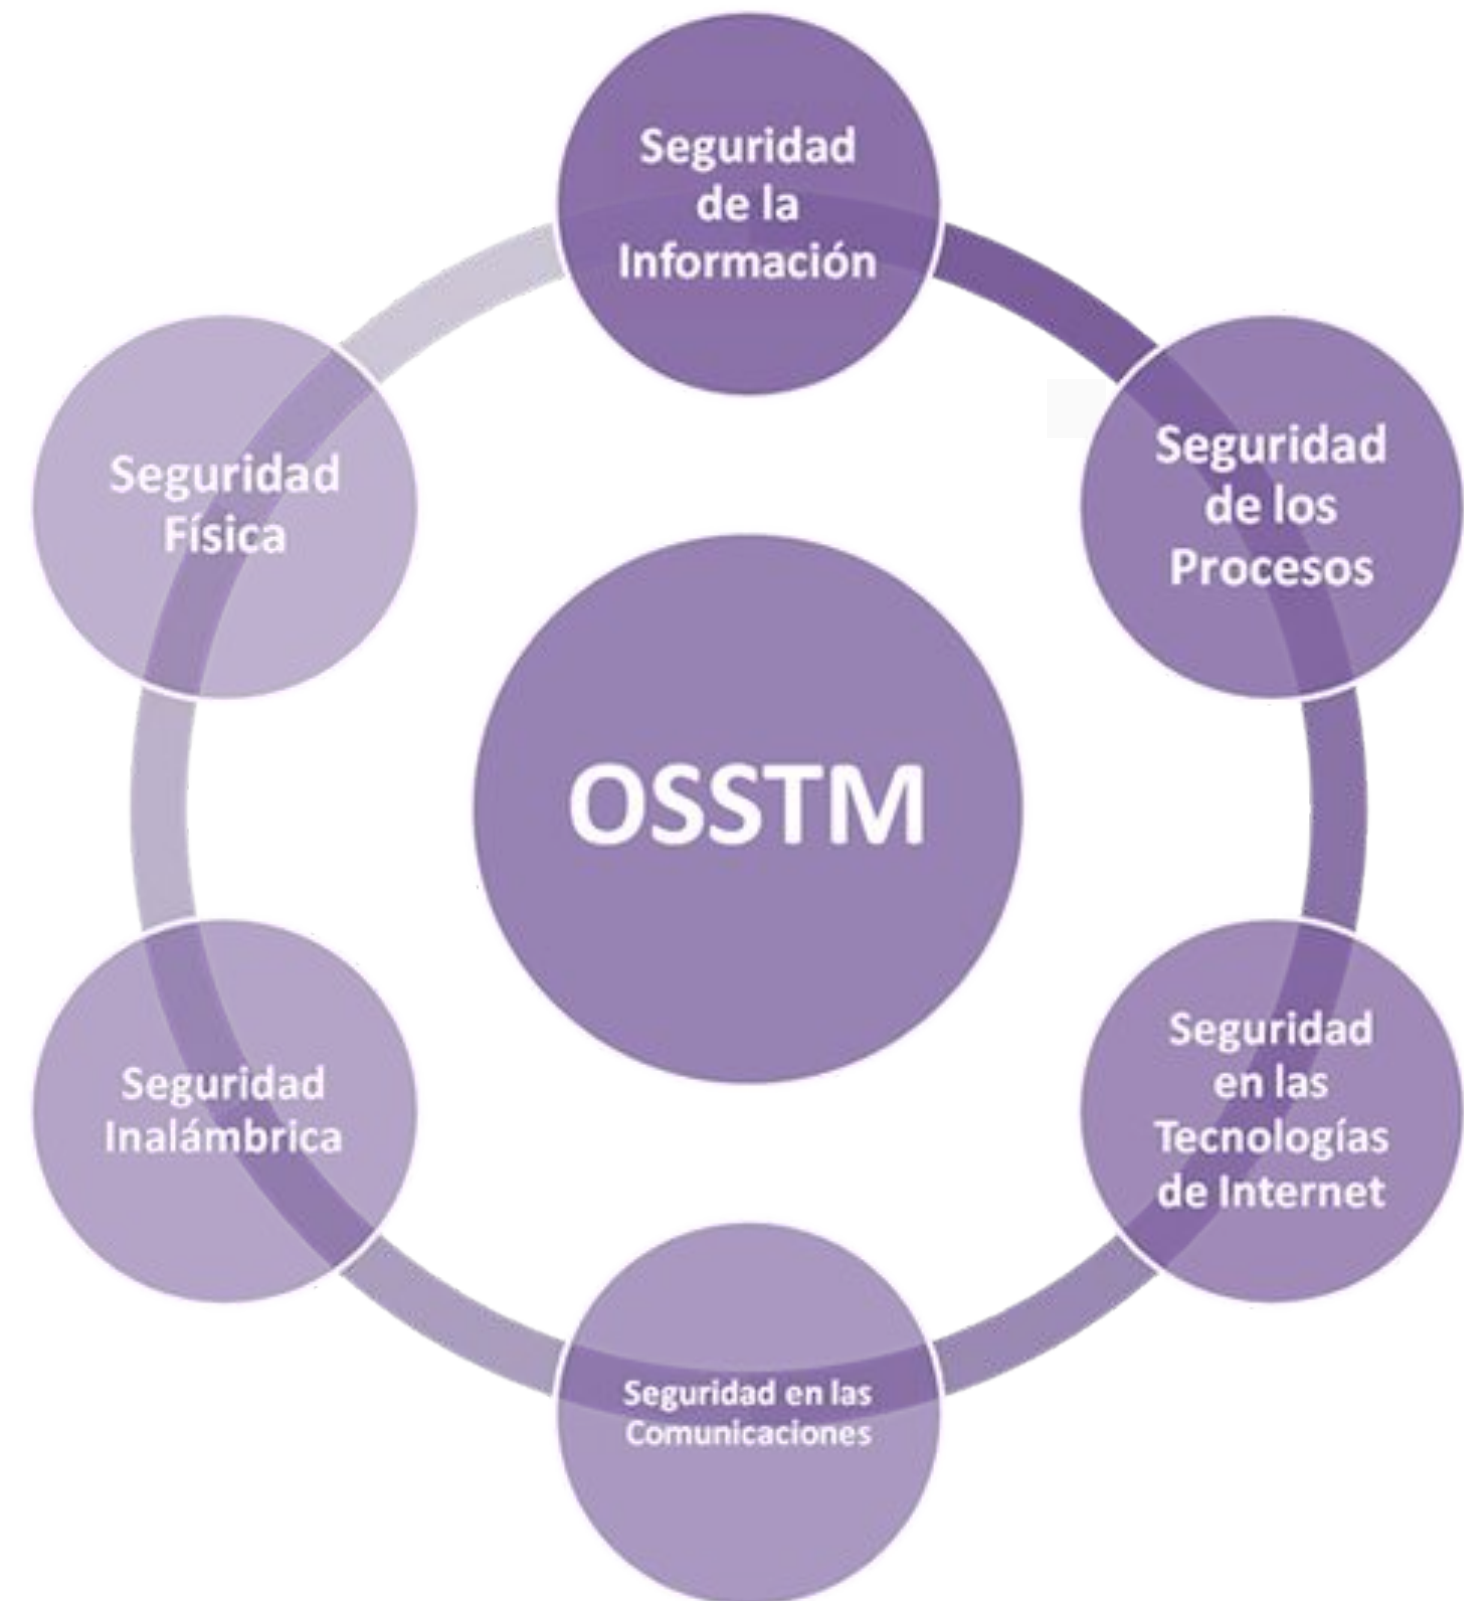 Seguridad
de la
Información
Seguridad
de los
Procesos
Seguridad
en las
Tecnologías
de Internet
Seguridad en las
Comunicaciones
Seguridad
Inalámbrica
Seguridad
Física
OSSTM